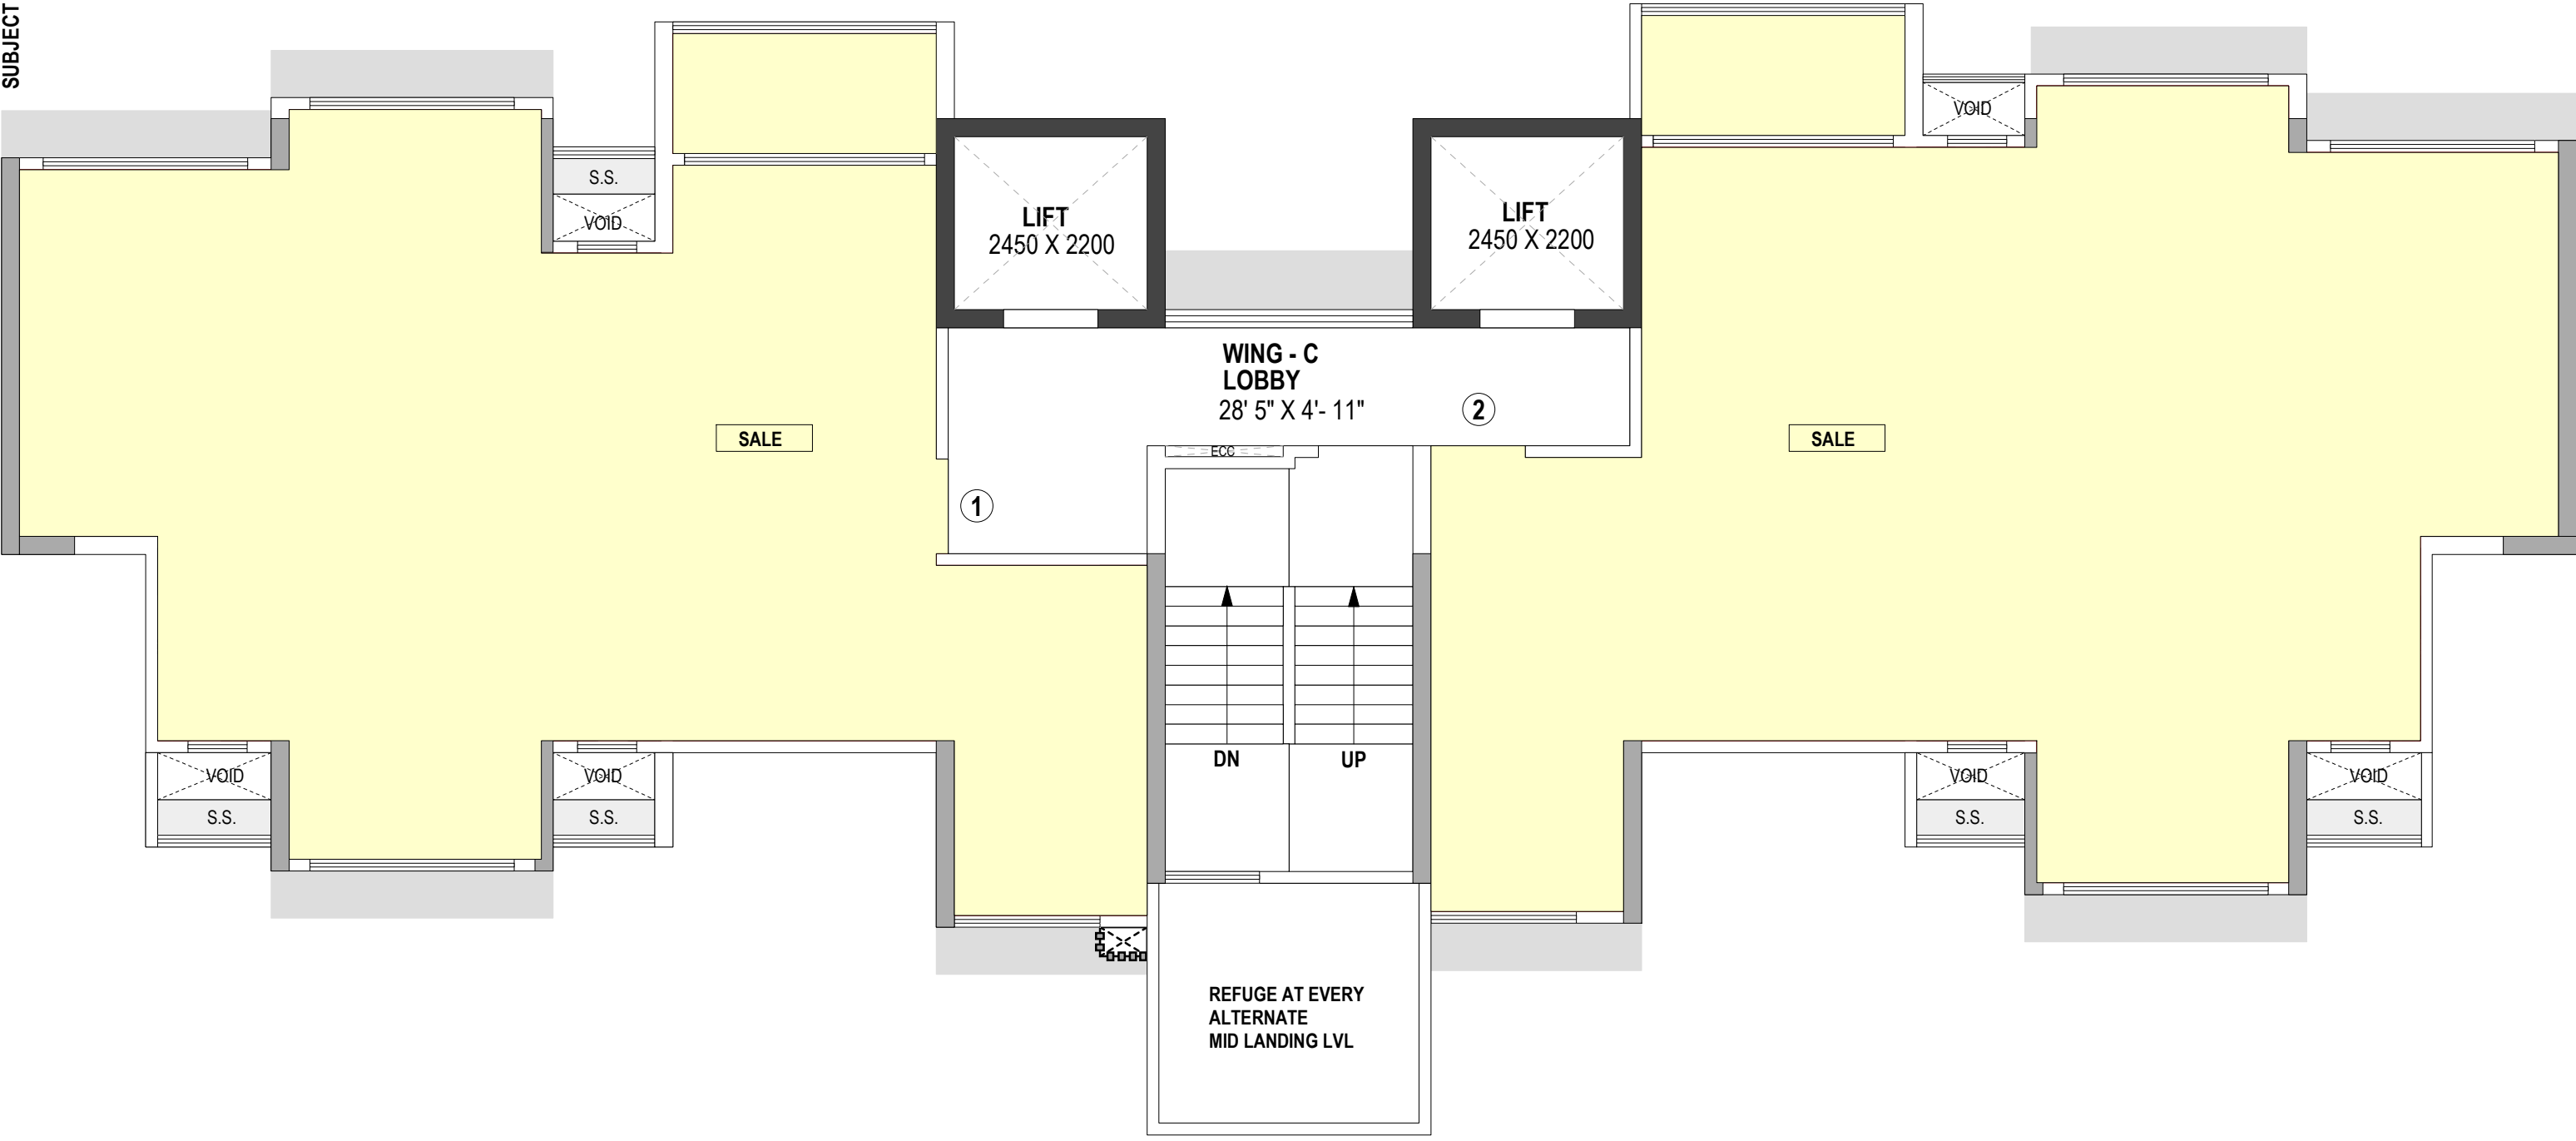 SUBJECT
VOID
S.S.
VOID
LIFT
2450 X 2200
LIFT
2450 X 2200
WING - C
LOBBY
28' 5" X 4'- 11"
2
SALE
SALE
ECC
1
DN
UP
VOID
VOID
VOID
VOID
S.S.
S.S.
S.S.
S.S.
REFUGE AT EVERY
ALTERNATE
MID LANDING LVL